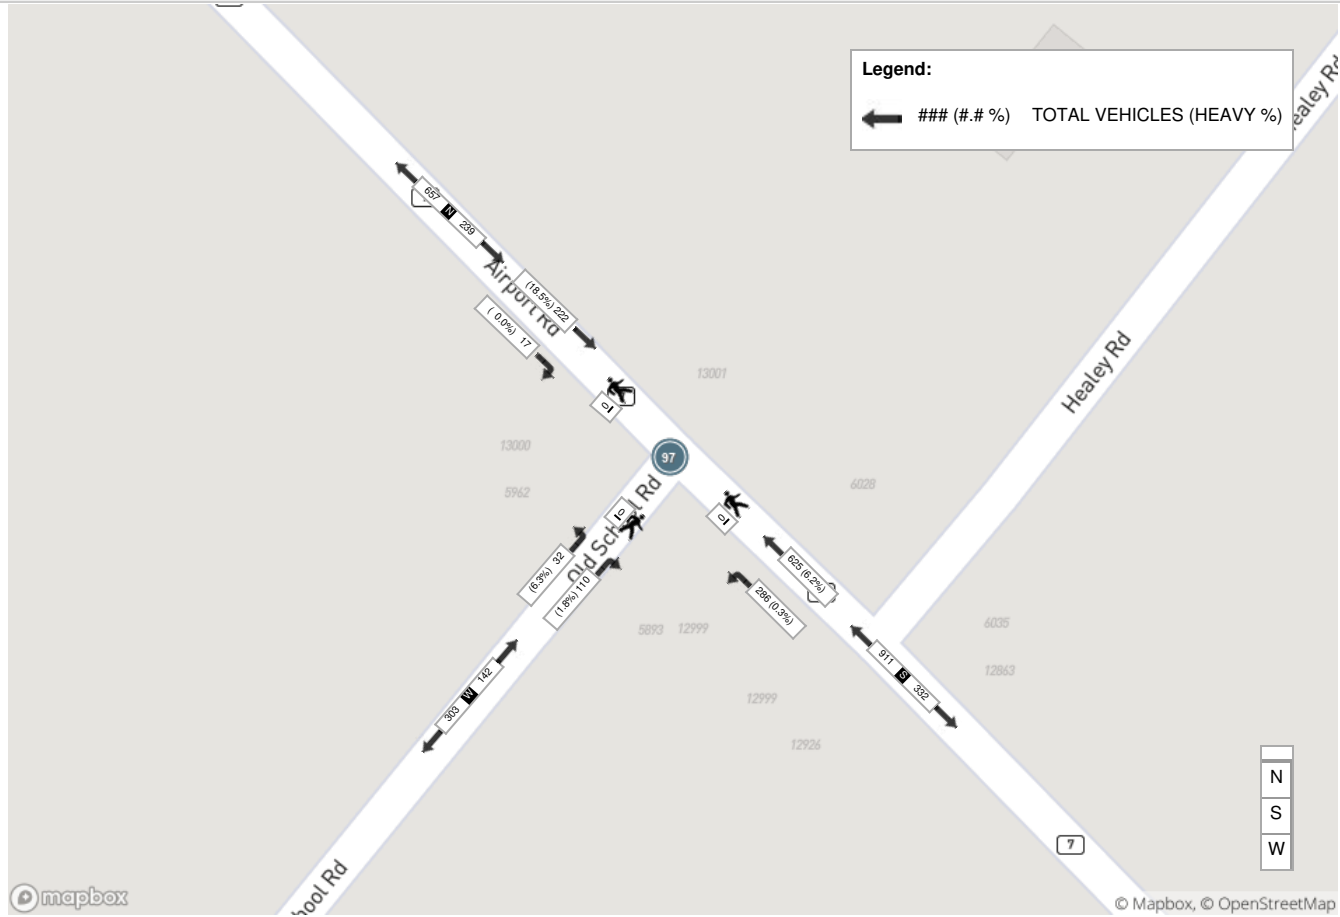 Legend:
### (#.# %) TOTAL VEHICLES (HEAVY %)
ealey Rd
657 N 239
Airport Rd
(18.5%) 222
( 0.0%) 17
13001
Healey Rd
13000
97
5962
6028
0
0
0
Old School Rd
(6.3%) 32
(1.8%) 110
625 (6.2%)
286 (0.3%)
5893
12999
6035
911 S 332
12863
303 W 142
12999
12926
N
S
W
7
hool Rd
mapbox
© Mapbox, © OpenStreetMap